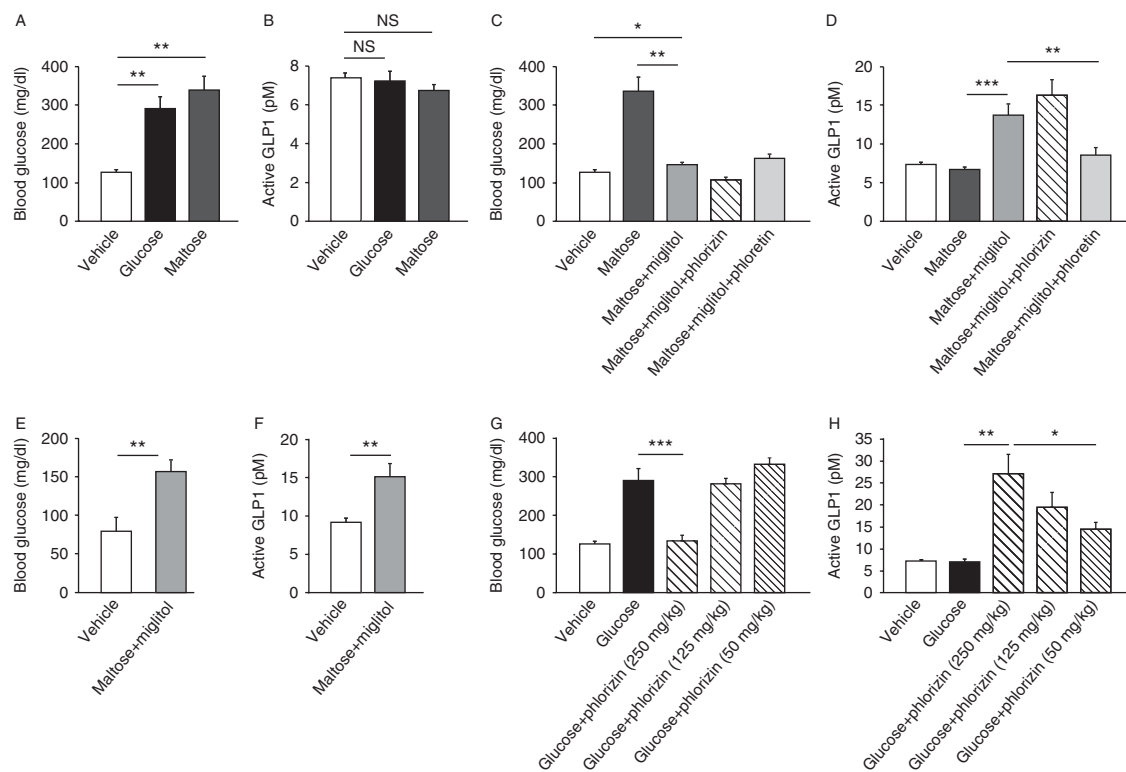 A
Blood glucose (mg/dl)
400
300
200
100
0
**
**
Vehicle
Glucose
Maltose
B
Active GLP1 (pM)
8
6
4
2
0
NS
NS
Vehicle
Glucose
Maltose
C
Blood glucose (mg/dl)
400
300
200
100
0
*
**
Vehicle
Maltose
Maltose+miglitol
Maltose+miglitol+phlorizin
Maltose+miglitol+phloretin
D
Active GLP1 (pM)
20
15
10
5
0
**
***
Vehicle
Maltose
Maltose+miglitol
Maltose+miglitol+phlorizin
Maltose+miglitol+phloretin
E
Blood glucose (mg/dl)
200
150
100
50
0
**
Vehicle
Maltose+miglitol
F
Active GLP1 (pM)
20
15
10
5
0
**
Vehicle
Maltose+miglitol
G
Blood glucose (mg/dl)
400
300
200
100
0
***
Vehicle
Glucose
Glucose+phlorizin (250 mg/kg)
Glucose+phlorizin (125 mg/kg)
Glucose+phlorizin (50 mg/kg)
H
Active GLP1 (pM)
35
30
25
20
15
10
5
0
**
*
Vehicle
Glucose
Glucose+phlorizin (250 mg/kg)
Glucose+phlorizin (125 mg/kg)
Glucose+phlorizin (50 mg/kg)